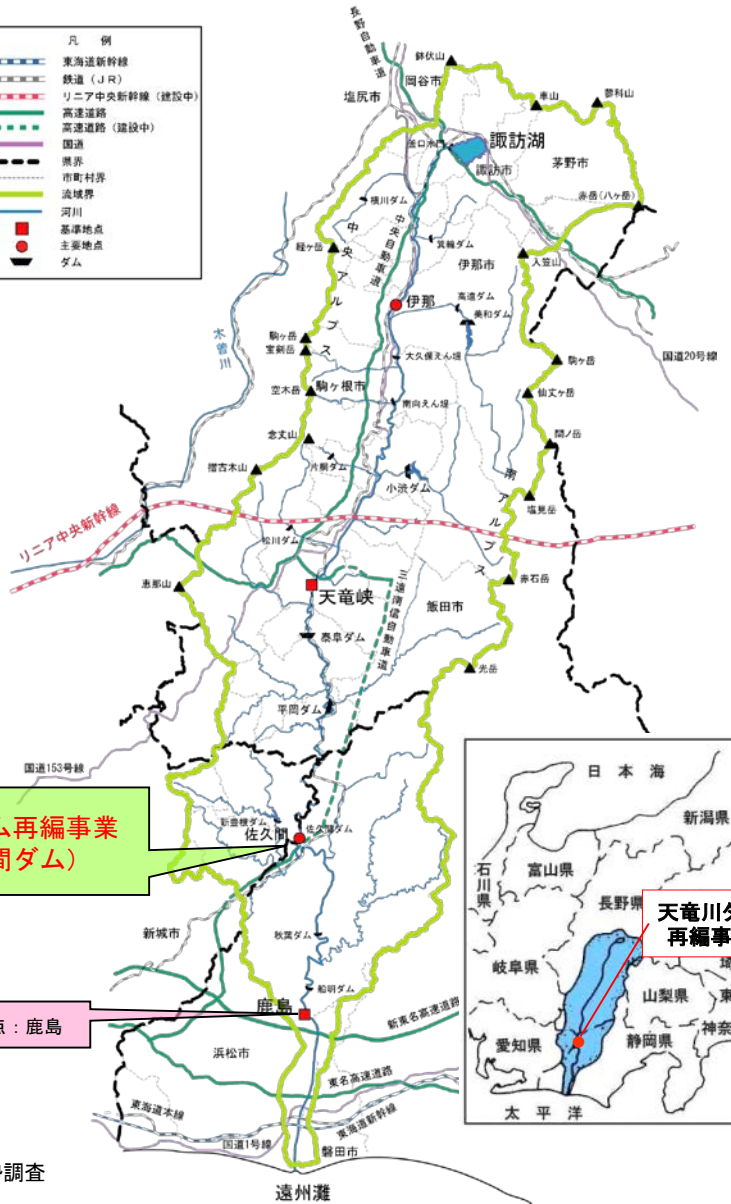 凡 例
東海道新幹線
鉄道(JR)
リニア中央新幹線(建設中)
高速道路
高速道路(建設中)
国道
県界
市町村界
流域界
河川
基準地点
主要地点
ダム
長野自動車道
鉢伏山
岡谷市
塩尻市
車山
蓼科山
釜口水門
諏訪湖
諏訪市
茅野市
赤岳(八ヶ岳)
横川ダム
中央自動車道
箕輪ダム
中央アルプス
経ヶ岳
伊那市
入笠山
伊那
高遠ダム
美和ダム
木曽川
駒ヶ岳
宝剣岳
大久保えん堤
駒ヶ岳
国道20号線
空木岳
駒ヶ根市
南向えん堤
仙丈ヶ岳
念丈山
間ノ岳
摺古木山
片桐ダム
小渋ダム
南アルプス
塩見岳
リニア中央新幹線
松川ダム
恵那山
天竜峡
三遠南信自動車道
飯田市
赤石岳
泰阜ダム
光岳
平岡ダム
国道153号線
ム再編事業
間ダム)
新豊根ダム
佐久間
佐久間ダム
新城市
秋葉ダム
船明ダム
鹿島
点:鹿島
新東名高速道路
浜松市
東名高速道路
東海道本線
東海道新幹線
国道1号線
磐田市
遠州灘
調査
日本海
新潟県
富山県
石川県
長野県
天竜川ダ
再編事
岐阜県
埼
山梨県
東
神奈
愛知県
静岡県
太平洋